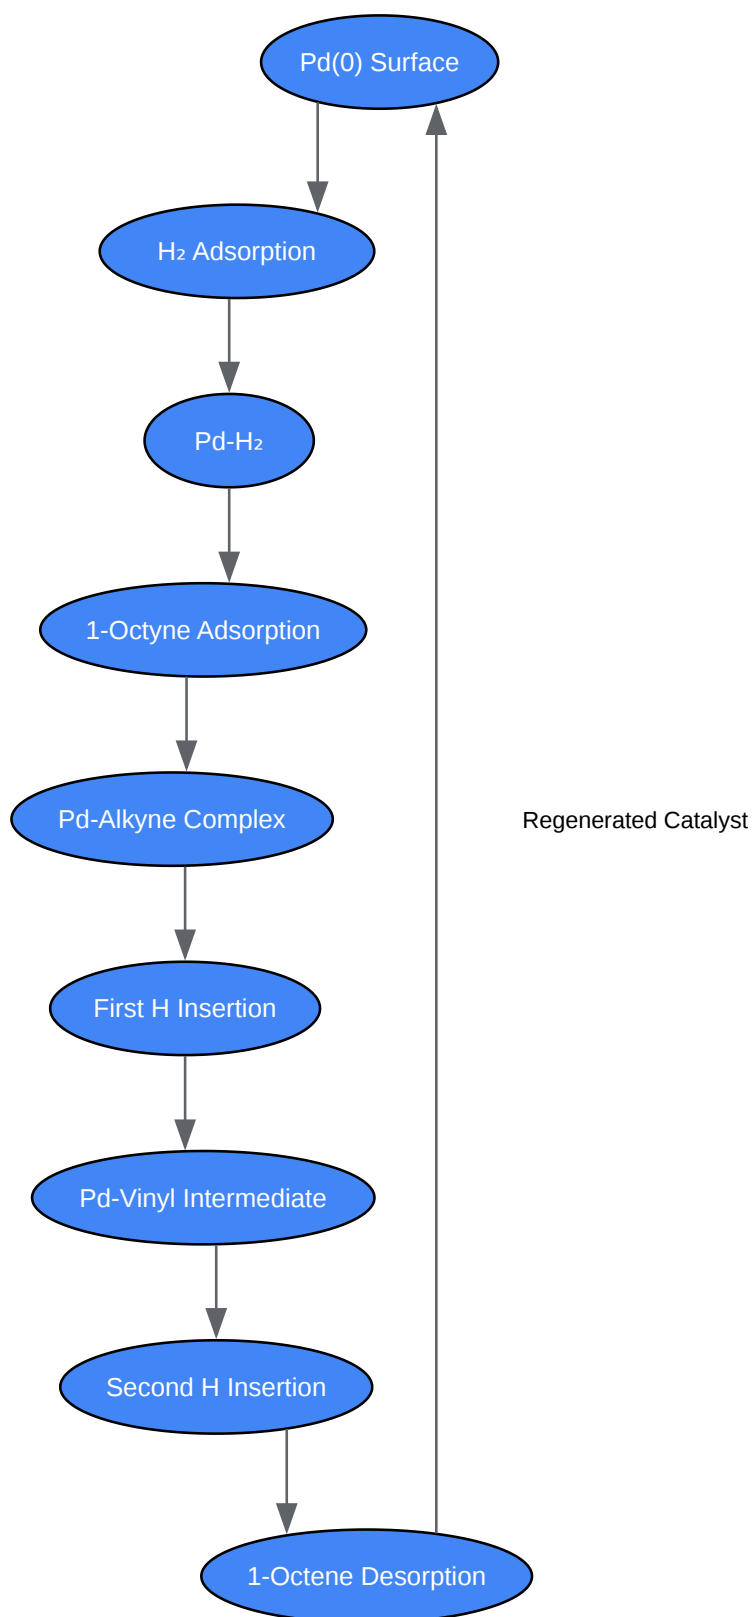 Pd(0) Surface
H₂ Adsorption
Pd-H₂
1-Octyne Adsorption
Pd-Alkyne Complex
Regenerated Catalyst
First H Insertion
Pd-Vinyl Intermediate
Second H Insertion
1-Octene Desorption